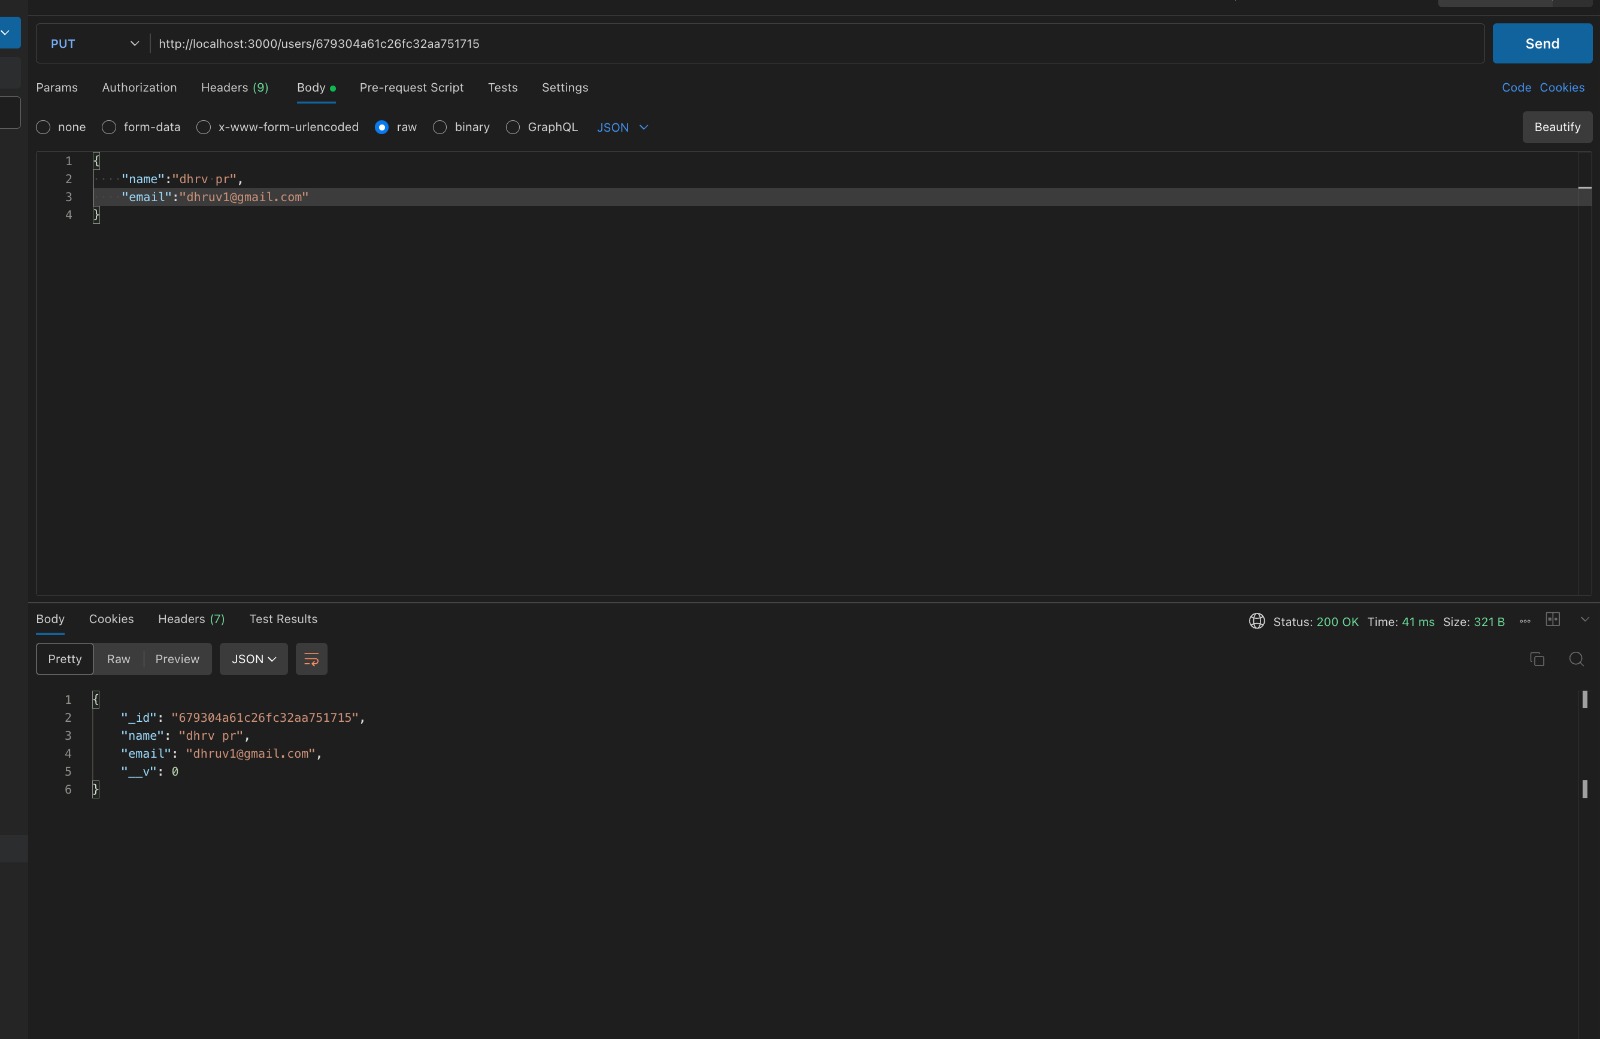 PUT http://localhost:3000/users/679304a61c26fc32aa751715 Send
Params Authorization Headers (9) Body Pre-request Script Tests Settings Code Cookies
none form-data x-www-form-urlencoded raw binary GraphQL JSON Beautify
1 {
2 ····"name":"dhrv·pr",
3 ····"email":"dhruv1@gmail.com"
4 }
Body Cookies Headers (7) Test Results Status: 200 OK Time: 41 ms Size: 321 B
Pretty Raw Preview JSON
1 {
2 "_id": "679304a61c26fc32aa751715",
3 "name": "dhrv pr",
4 "email": "dhruv1@gmail.com",
5 "__v": 0
6 }